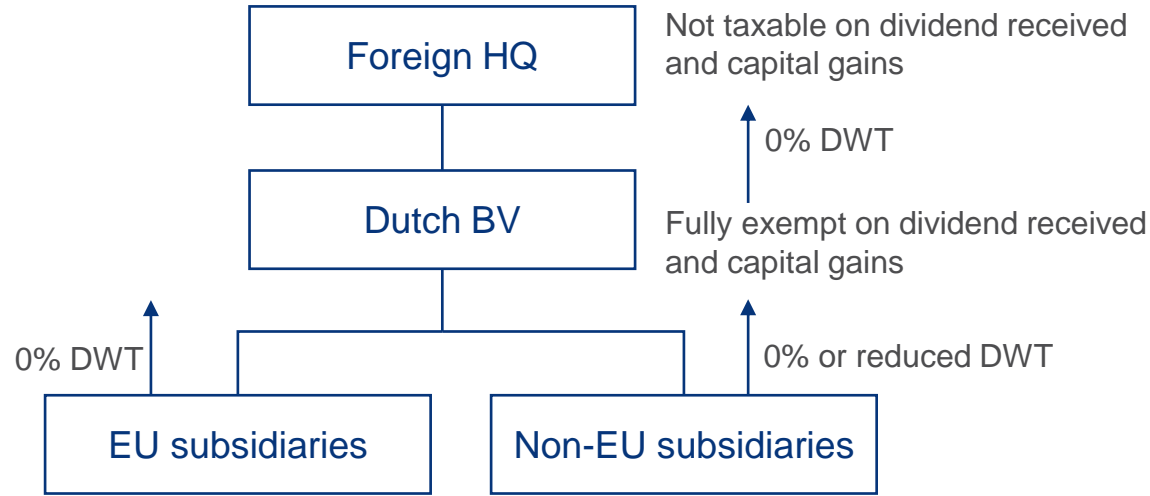 Foreign HQ
Not taxable on dividend received
and capital gains
0% DWT
Dutch BV
Fully exempt on dividend received
and capital gains
0% DWT
0% or reduced DWT
EU subsidiaries
Non-EU subsidiaries